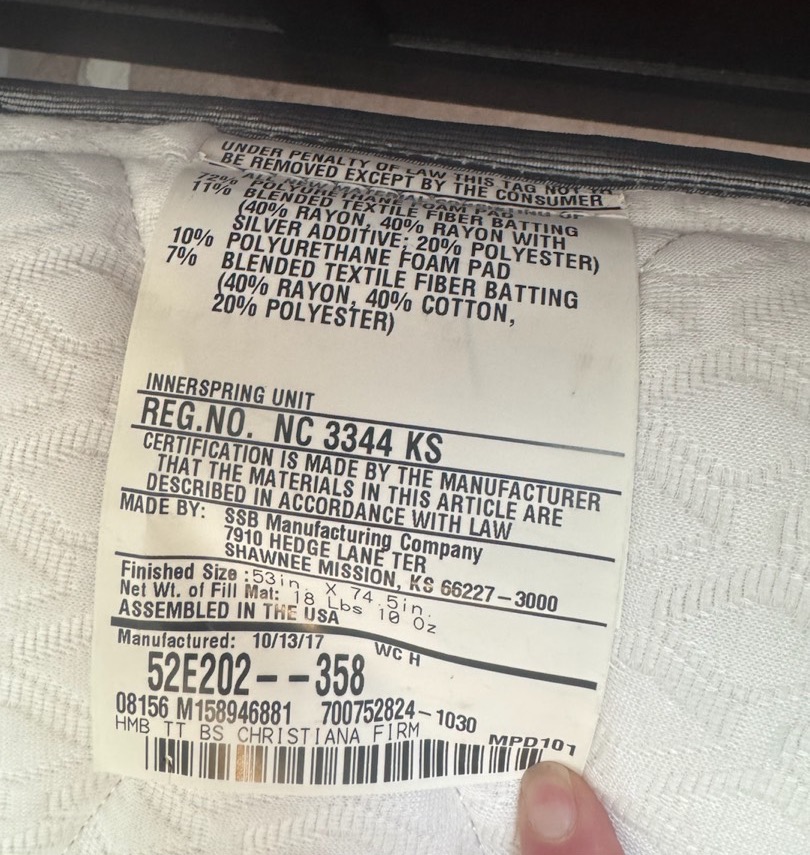 UNDER PENALTY OF LAW THIS TAG NOT TO
BE REMOVED EXCEPT BY THE CONSUMER
72% POLYURETHANE FOAM PAD
11% BLENDED TEXTILE FIBER BATTING
(40% RAYON, 40% RAYON WITH
SILVER ADDITIVE; 20% POLYESTER)
10% POLYURETHANE FOAM PAD
7% BLENDED TEXTILE FIBER BATTING
(40% RAYON, 40% COTTON,
20% POLYESTER)
INNERSPRING UNIT
REG.NO. NC 3344 KS
CERTIFICATION IS MADE BY THE MANUFACTURER
THAT THE MATERIALS IN THIS ARTICLE ARE
DESCRIBED IN ACCORDANCE WITH LAW
MADE BY: SSB Manufacturing Company
7910 HEDGE LANE TER
SHAWNEE MISSION, KS 66227-3000
Finished Size : 53in. X 74.5in.
Net Wt. of Fill Mat: 18 Lbs 10 Oz
ASSEMBLED IN THE USA
Manufactured: 10/13/17 WC H
52E202--358
08156 M158946881 700752824-1030
HMB TT BS CHRISTIANA FIRM MPD101